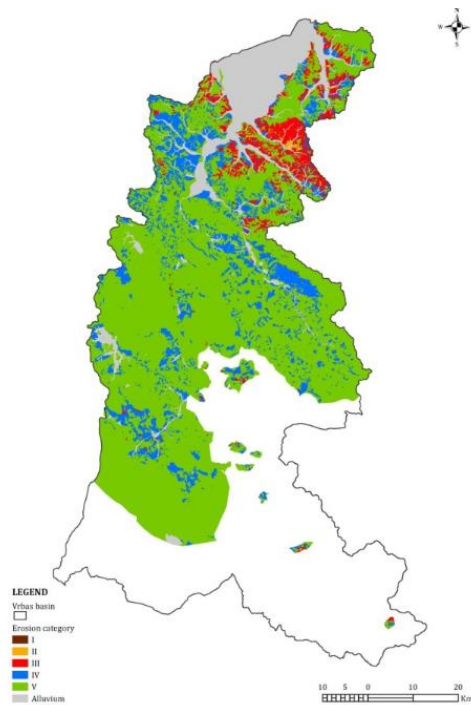 N
W E
S
LEGEND
Vrbas basin
Erosion category
I
II
III
IV
V
Alluvium
10 5 0 10 20
Km